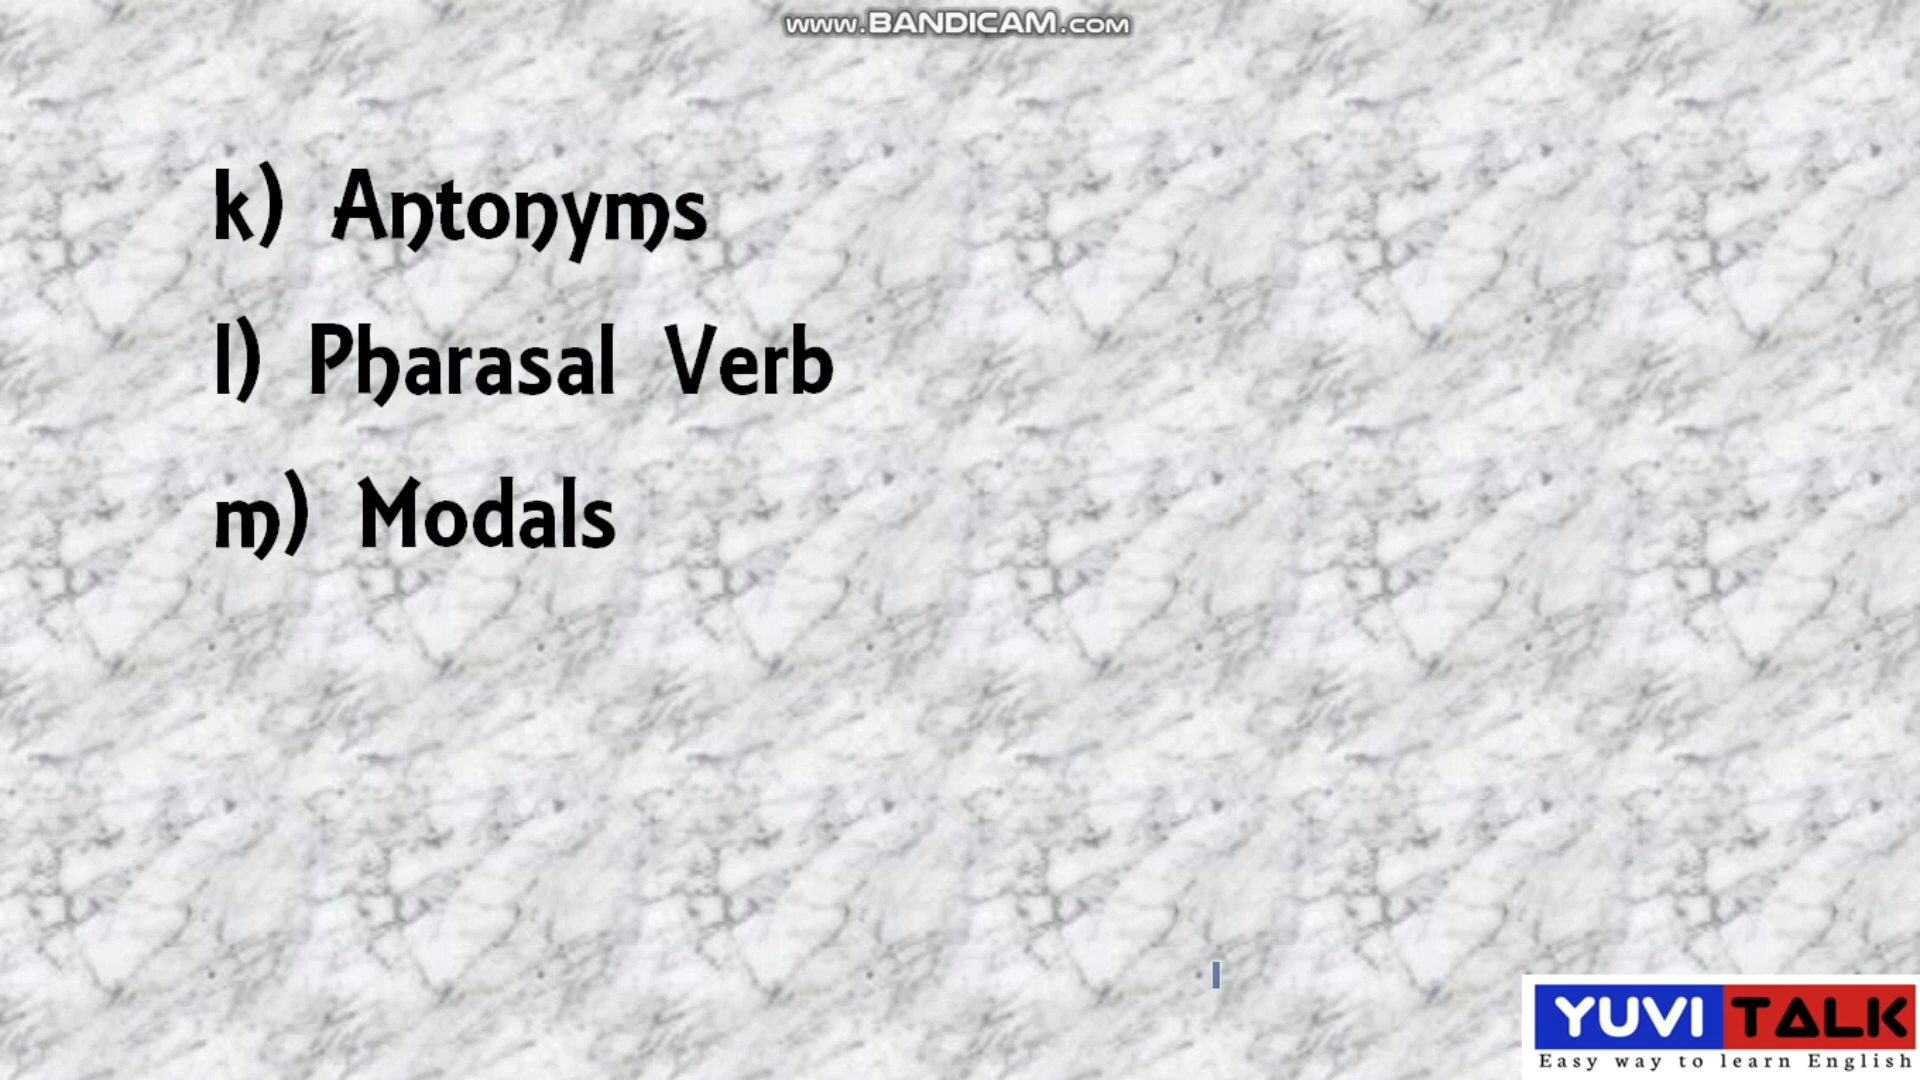 www.BANDICAM.com
k) Antonyms
l) Pharasal Verb
m) Modals
YUVI TALK
Easy way to learn English